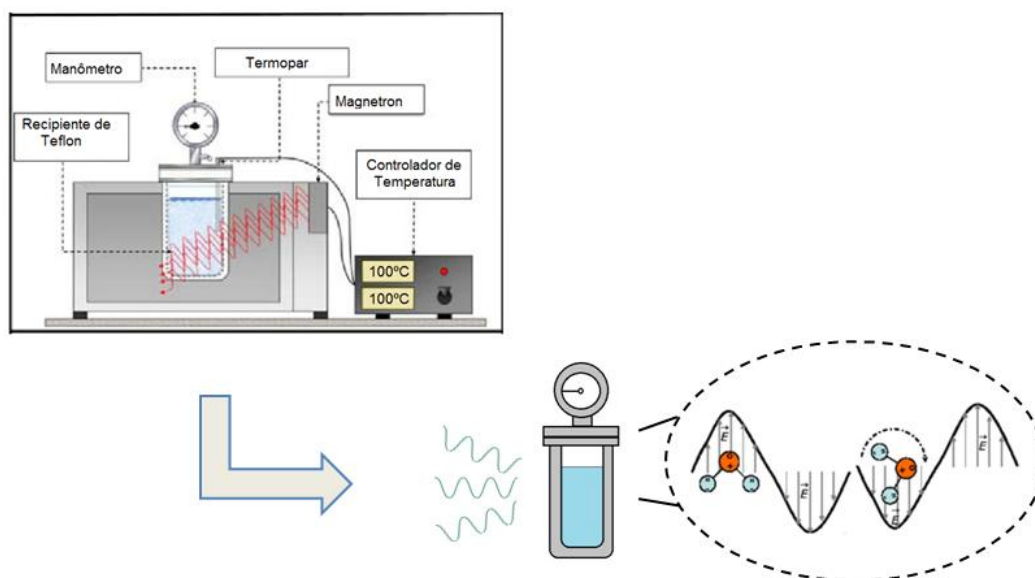 Manômetro
Termopar
Magnetron
Recipiente de
Teflon
Controlador de
Temperatura
100ºC
100ºC